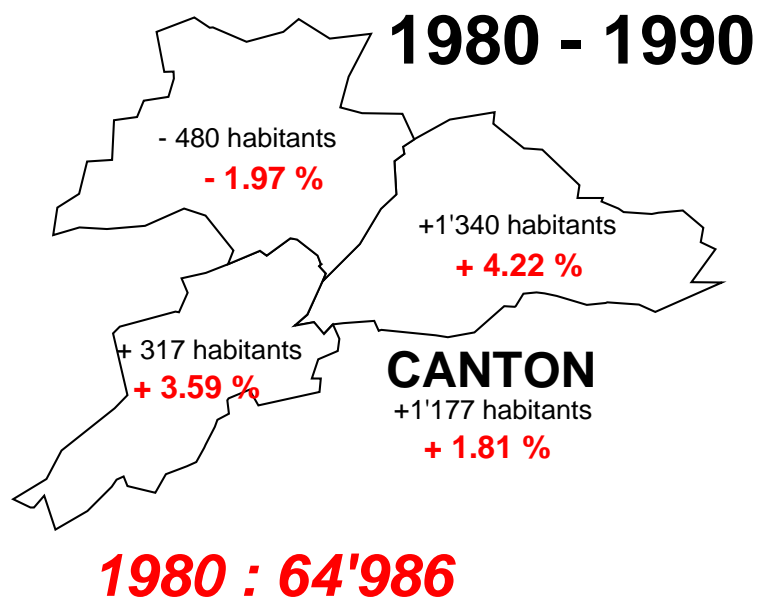 1980 - 1990
- 480 habitants
- 1.97 %
+1'340 habitants
+ 4.22 %
+ 317 habitants
+ 3.59 %
CANTON
+1'177 habitants
+ 1.81 %
1980 : 64'986